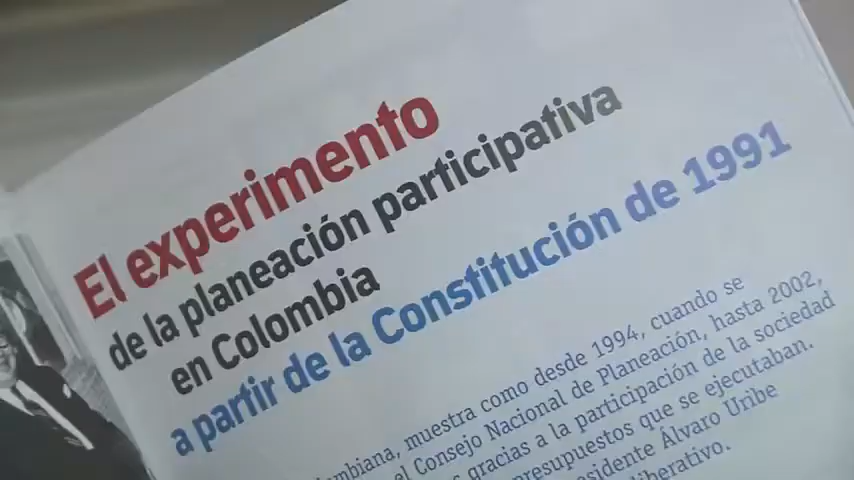 El experimento
de la planeación participativa
en Colombia
a partir de la Constitución de 1991
muestra como desde 1994, cuando se
el Consejo Nacional de Planeación, hasta 2002,
gracias a la participación de la sociedad
presupuestos que se ejecutaban.
Álvaro Uribe